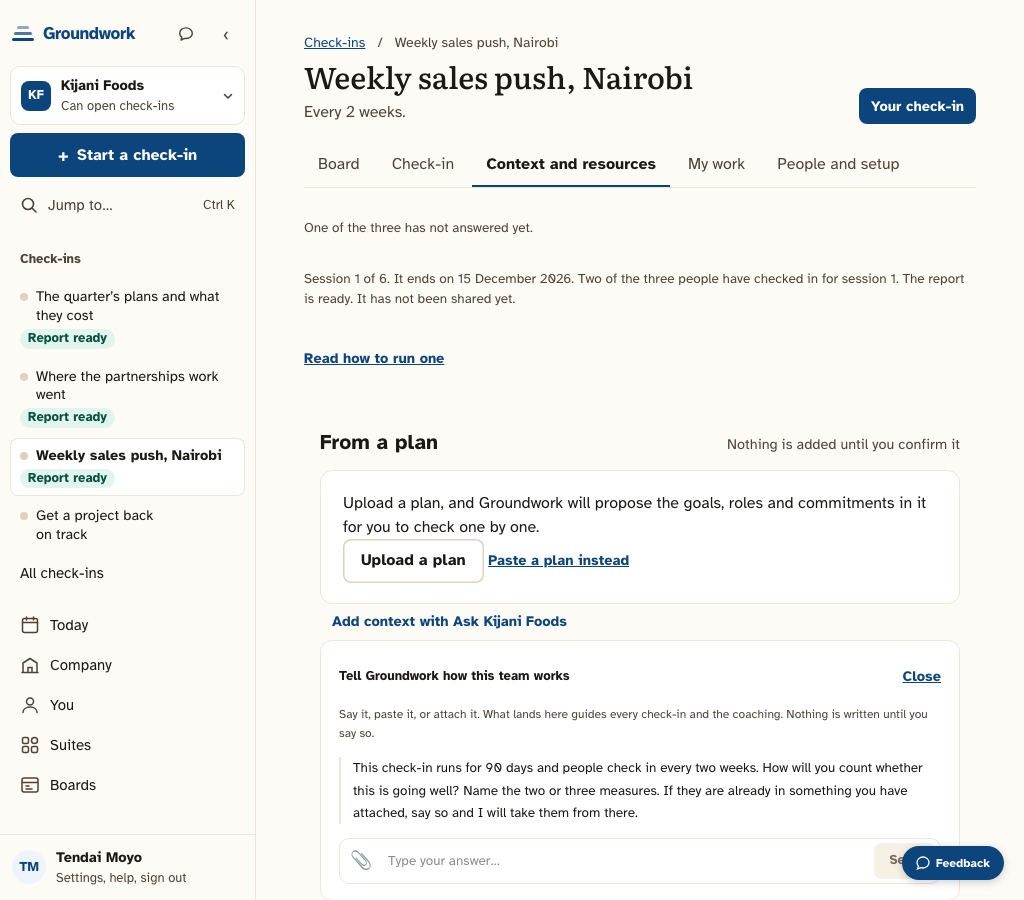 Groundwork
KF
Kijani Foods
Can open check-ins
+ Start a check-in
Jump to...
Ctrl K
Check-ins
The quarter's plans and what
they cost
Report ready
Where the partnerships work
went
Report ready
Weekly sales push, Nairobi
Report ready
Get a project back
on track
All check-ins
Today
Company
You
Suites
Boards
TM
Tendai Moyo
Settings, help, sign out
Check-ins / Weekly sales push, Nairobi
Weekly sales push, Nairobi
Every 2 weeks.
Your check-in
Board
Check-in
Context and resources
My work
People and setup
One of the three has not answered yet.
Session 1 of 6. It ends on 15 December 2026. Two of the three people have checked in for session 1. The report
is ready. It has not been shared yet.
Read how to run one
From a plan
Nothing is added until you confirm it
Upload a plan, and Groundwork will propose the goals, roles and commitments in it
for you to check one by one.
Upload a plan
Paste a plan instead
Add context with Ask Kijani Foods
Tell Groundwork how this team works
Close
Say it, paste it, or attach it. What lands here guides every check-in and the coaching. Nothing is written until you
say so.
This check-in runs for 90 days and people check in every two weeks. How will you count whether
this is going well? Name the two or three measures. If they are already in something you have
attached, say so and I will take them from there.
Type your answer...
Feedback